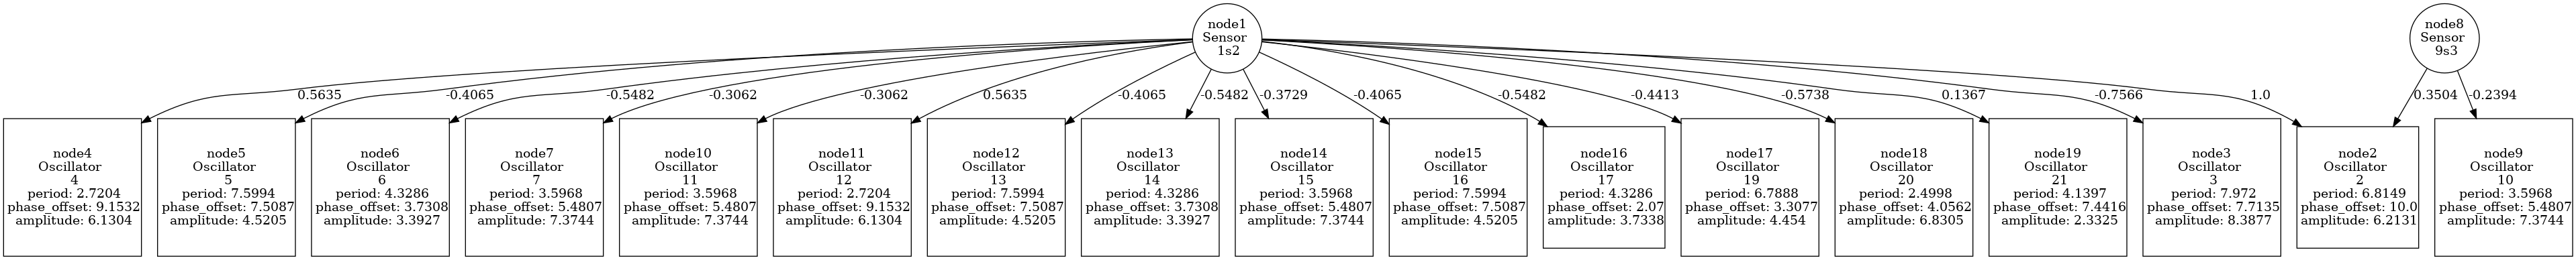 node1
Sensor
1s2
node8
Sensor
9s3
0.5635
-0.4065
-0.5482
-0.3062
-0.3062
0.5635
-0.4065
-0.5482
-0.3729
-0.4065
-0.5482
-0.4413
-0.5738
0.1367
-0.7566
1.0
0.3504
-0.2394
node4
Oscillator
4
period: 2.7204
phase_offset: 9.1532
amplitude: 6.1304
node5
Oscillator
5
period: 7.5994
phase_offset: 7.5087
amplitude: 4.5205
node6
Oscillator
6
period: 4.3286
phase_offset: 3.7308
amplitude: 3.3927
node7
Oscillator
7
period: 3.5968
phase_offset: 5.4807
amplitude: 7.3744
node10
Oscillator
11
period: 3.5968
phase_offset: 5.4807
amplitude: 7.3744
node11
Oscillator
12
period: 2.7204
phase_offset: 9.1532
amplitude: 6.1304
node12
Oscillator
13
period: 7.5994
phase_offset: 7.5087
amplitude: 4.5205
node13
Oscillator
14
period: 4.3286
phase_offset: 3.7308
amplitude: 3.3927
node14
Oscillator
15
period: 3.5968
phase_offset: 5.4807
amplitude: 7.3744
node15
Oscillator
16
period: 7.5994
phase_offset: 7.5087
amplitude: 4.5205
node16
Oscillator
17
period: 4.3286
phase_offset: 2.07
amplitude: 3.7338
node17
Oscillator
19
period: 6.7888
phase_offset: 3.3077
amplitude: 4.454
node18
Oscillator
20
period: 2.4998
phase_offset: 4.0562
amplitude: 6.8305
node19
Oscillator
21
period: 4.1397
phase_offset: 7.4416
amplitude: 2.3325
node3
Oscillator
3
period: 7.972
phase_offset: 7.7135
amplitude: 8.3877
node2
Oscillator
2
period: 6.8149
phase_offset: 10.0
amplitude: 6.2131
node9
Oscillator
10
period: 3.5968
phase_offset: 5.4807
amplitude: 7.3744